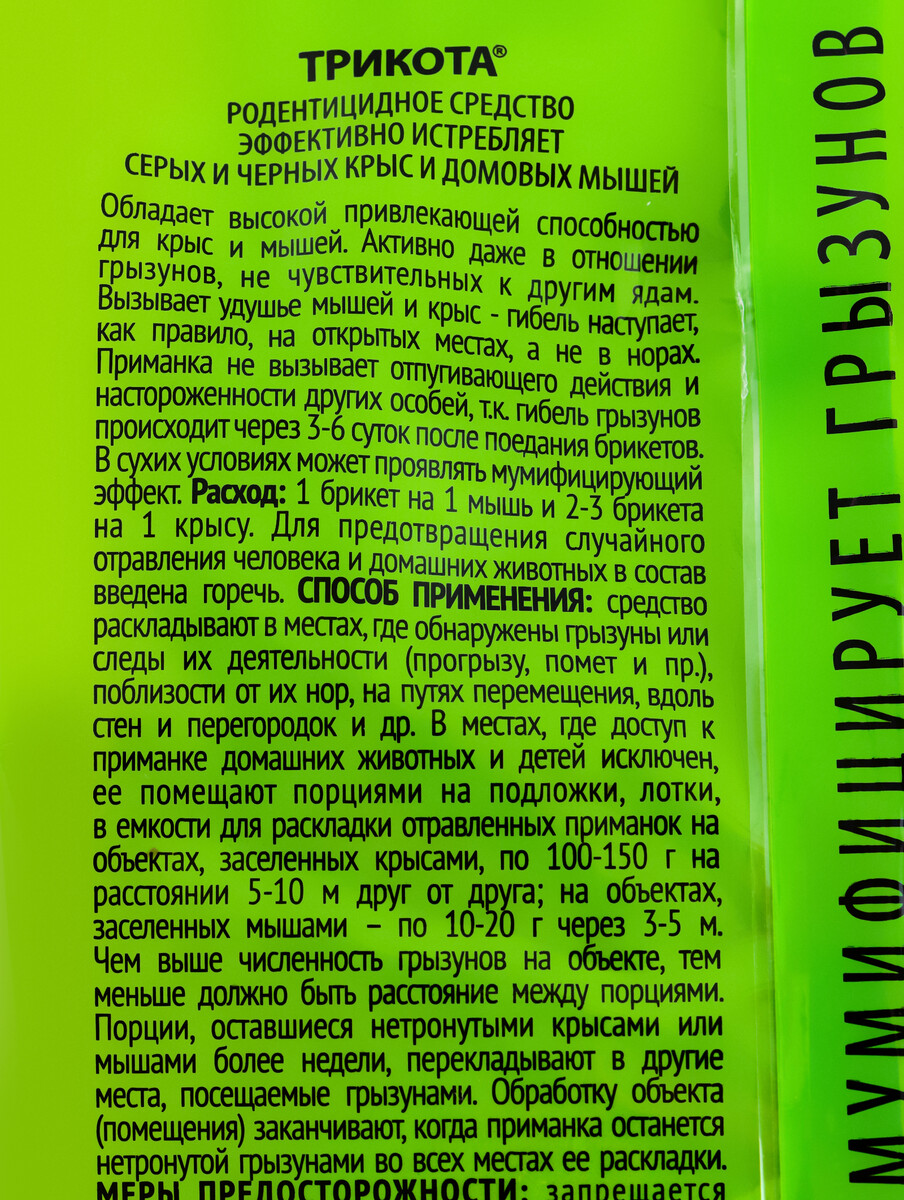 ТРИКОТА®
РОДЕНТИЦИДНОЕ СРЕДСТВО
ЭФФЕКТИВНО ИСТРЕБЛЯЕТ
СЕРЫХ И ЧЕРНЫХ КРЫС И ДОМОВЫХ МЫШЕЙ
Обладает высокой привлекающей способностью
для крыс и мышей. Активно даже в отношении
грызунов, не чувствительных к другим ядам.
Вызывает удушье мышей и крыс - гибель наступает,
как правило, на открытых местах, а не в норах.
Приманка не вызывает отпугивающего действия и
настороженности других особей, т.к. гибель грызунов
происходит через 3-6 суток после поедания брикетов.
В сухих условиях может проявлять мумифицирующий
эффект. Расход: 1 брикет на 1 мышь и 2-3 брикета
на 1 крысу. Для предотвращения случайного
отравления человека и домашних животных в состав
введена горечь. СПОСОБ ПРИМЕНЕНИЯ: средство
раскладывают в местах, где обнаружены грызуны или
следы их деятельности (прогрызу, помет и пр.),
поблизости от их нор, на путях перемещения, вдоль
стен и перегородок и др. В местах, где доступ к
приманке домашних животных и детей исключен,
ее помещают порциями на подложки, лотки,
в емкости для раскладки отравленных приманок на
объектах, заселенных крысами, по 100-150 г на
расстоянии 5-10 м друг от друга; на объектах,
заселенных мышами – по 10-20 г через 3-5 м.
Чем выше численность грызунов на объекте, тем
меньше должно быть расстояние между порциями.
Порции, оставшиеся нетронутыми крысами или
мышами более недели, перекладывают в другие
места, посещаемые грызунами. Обработку объекта
(помещения) заканчивают, когда приманка останется
нетронутой грызунами во всех местах ее раскладки.
МЕРЫ ПРЕДОСТОРОЖНОСТИ: запрещается
МУМИФИЦИРУЕТ ГРЫЗУНОВ